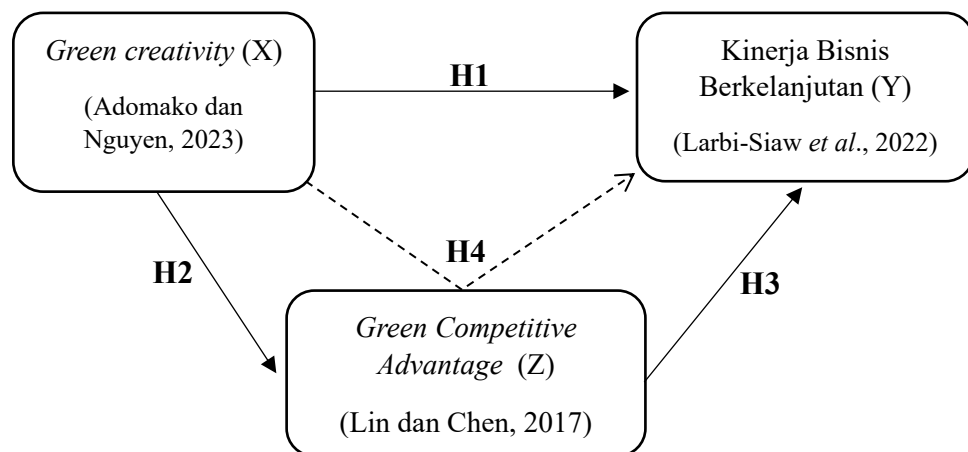 Green creativity (X)
(Adomako dan
Nguyen, 2023)
H1
Kinerja Bisnis
Berkelanjutan (Y)
(Larbi-Siaw et al., 2022)
H2
H4
H3
Green Competitive
Advantage (Z)
(Lin dan Chen, 2017)